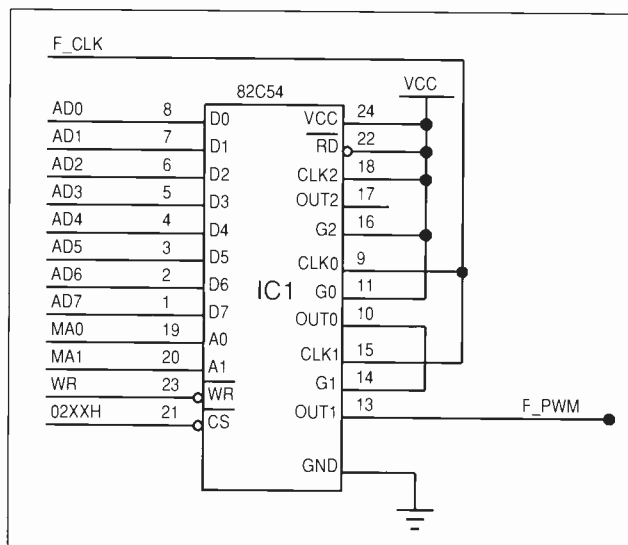 F_CLK
82C54
VCC
AD0 8 D0 VCC 24
AD1 7 D1 RD 22
AD2 6 D2 CLK2 18
AD3 5 D3 OUT2 17
AD4 4 D4 G2 16
AD5 3 D5 CLK0 9
AD6 2 D6 G0 11
AD7 1 D7 IC1 OUT0 10
MA0 19 A0 CLK1 15
MA1 20 A1 G1 14
WR 23 WR OUT1 13 F_PWM
02XXH 21 CS
GND